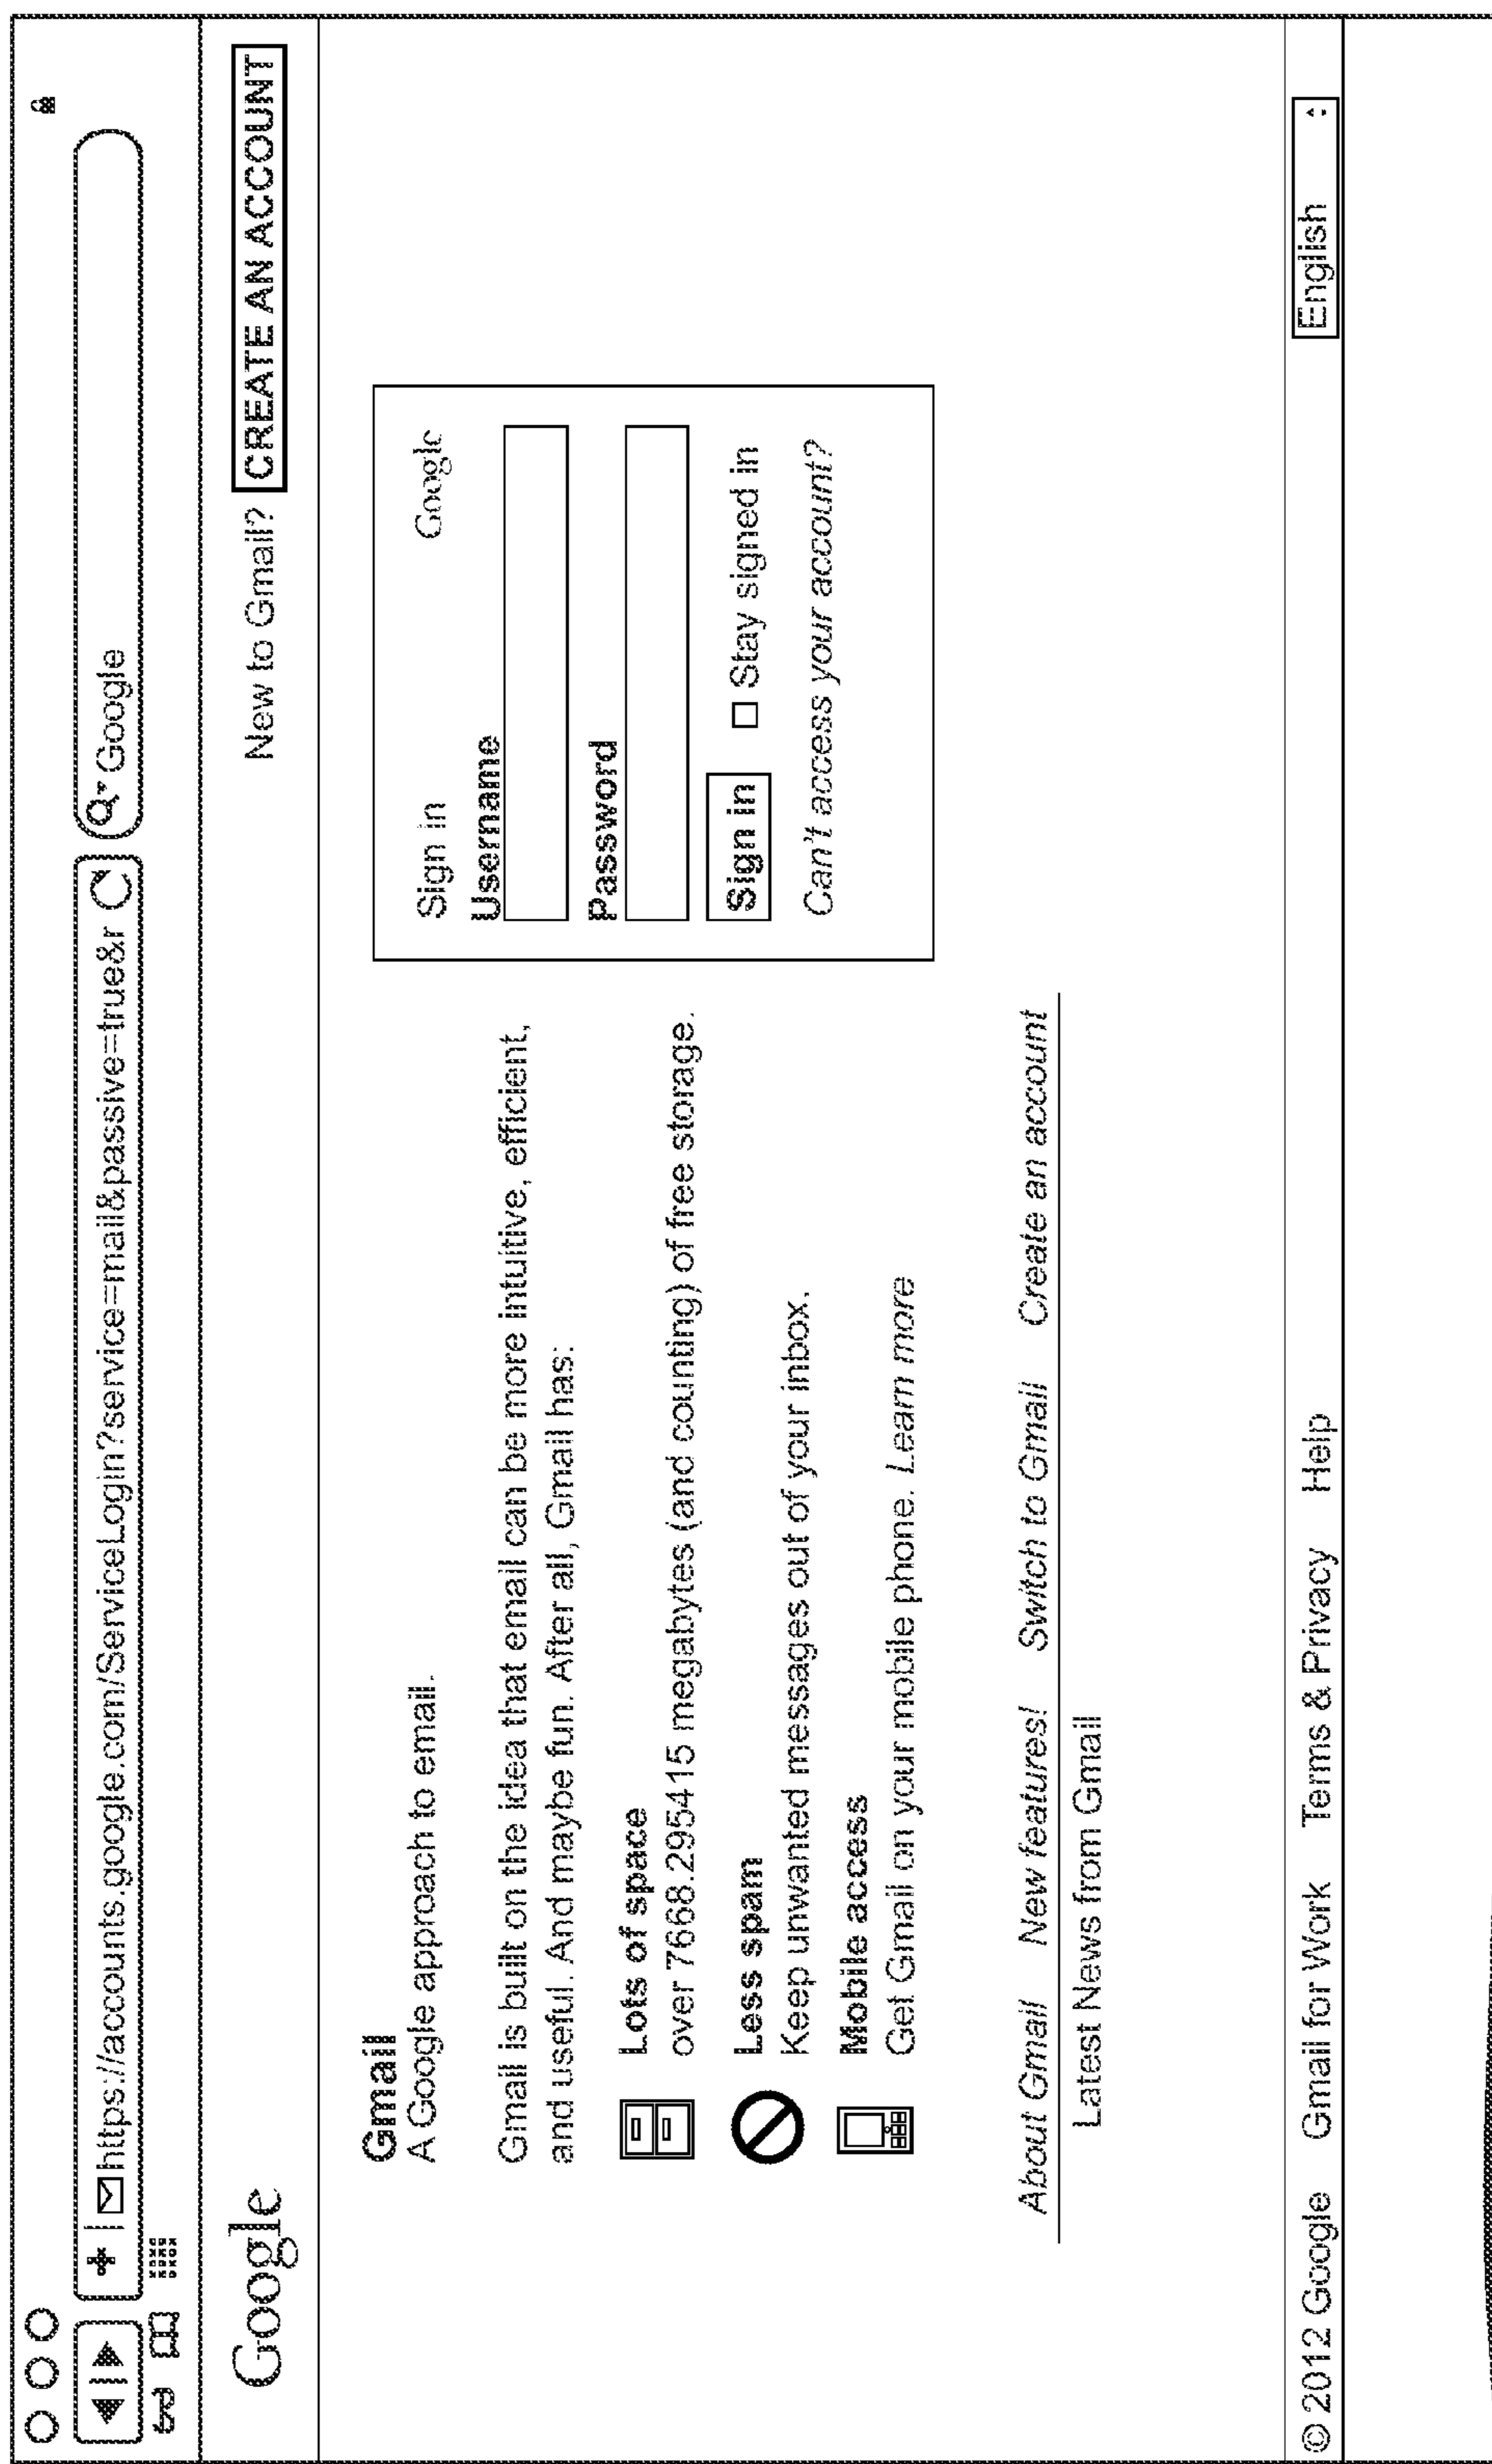 https://accounts.google.com/ServiceLogin?service=mail&passive=true&r
Google
Google
New to Gmail? CREATE AN ACCOUNT
Gmail
A Google approach to email.
Gmail is built on the idea that email can be more intuitive, efficient,
and useful. And maybe fun. After all, Gmail has:
Lots of space
over 7668.295415 megabytes (and counting) of free storage.
Less spam
Keep unwanted messages out of your inbox.
Mobile access
Get Gmail on your mobile phone. Learn more
About Gmail New features! Switch to Gmail Create an account
Latest News from Gmail
Sign in Google
Username
Password
Sign in Stay signed in
Can't access your account?
© 2012 Google Gmail for Work Terms & Privacy Help English